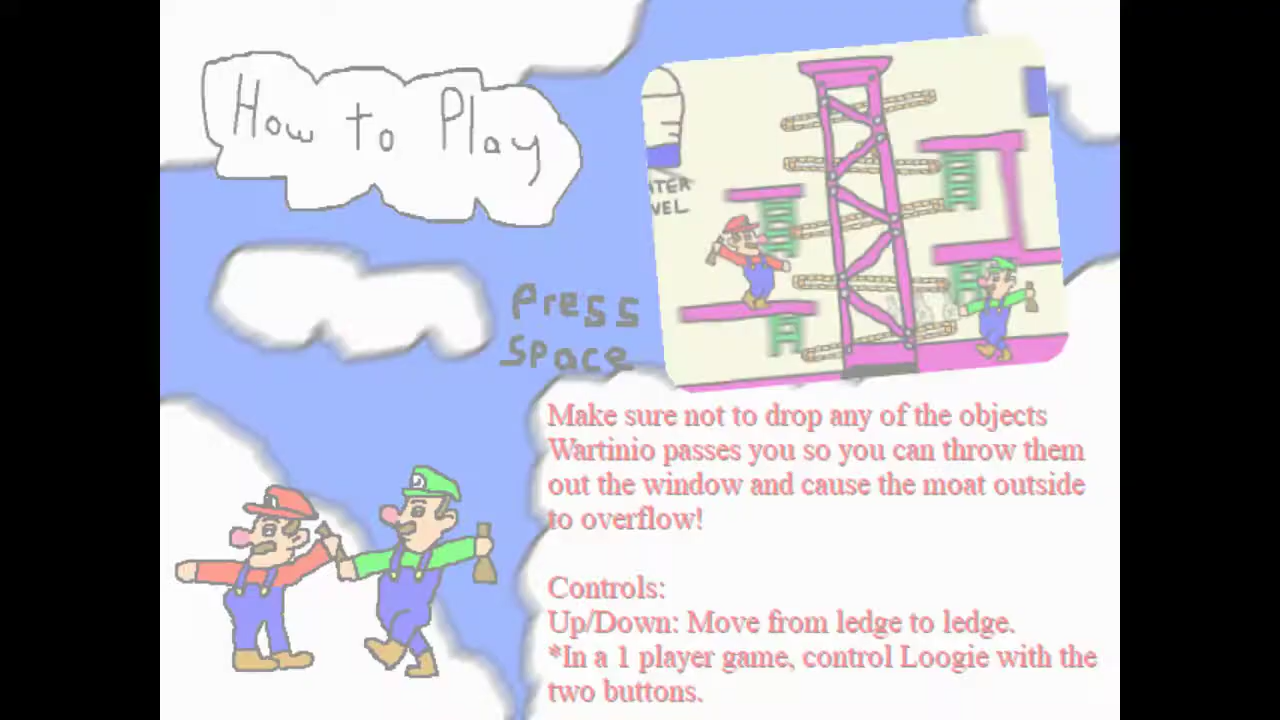 How to Play
WATER
LEVEL
Press
Space
Make sure not to drop any of the objects
Wartinio passes you so you can throw them
out the window and cause the moat outside
to overflow!
Controls:
Up/Down: Move from ledge to ledge.
*In a 1 player game, control Loogie with the
two buttons.